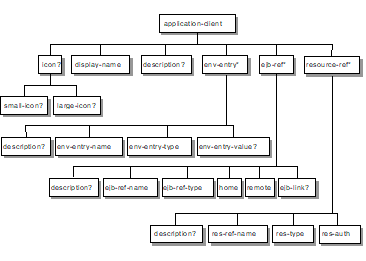 application-client
icon? display-name description? env-entry* ejb-ref* resource-ref*
small-icon? large-icon?
description? env-entry-name env-entry-type env-entry-value?
description? ejb-ref-name ejb-ref-type home remote ejb-link?
description? res-ref-name res-type res-auth